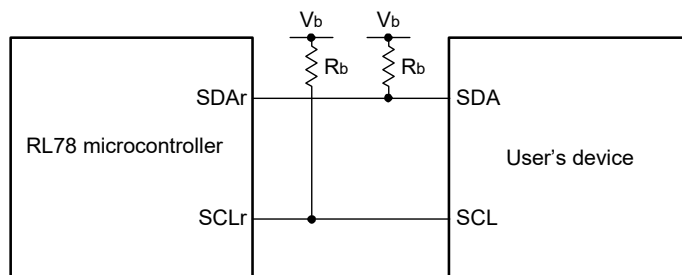 Vb Vb
Rb Rb
SDAr SDA
RL78 microcontroller User’s device
SCLr SCL